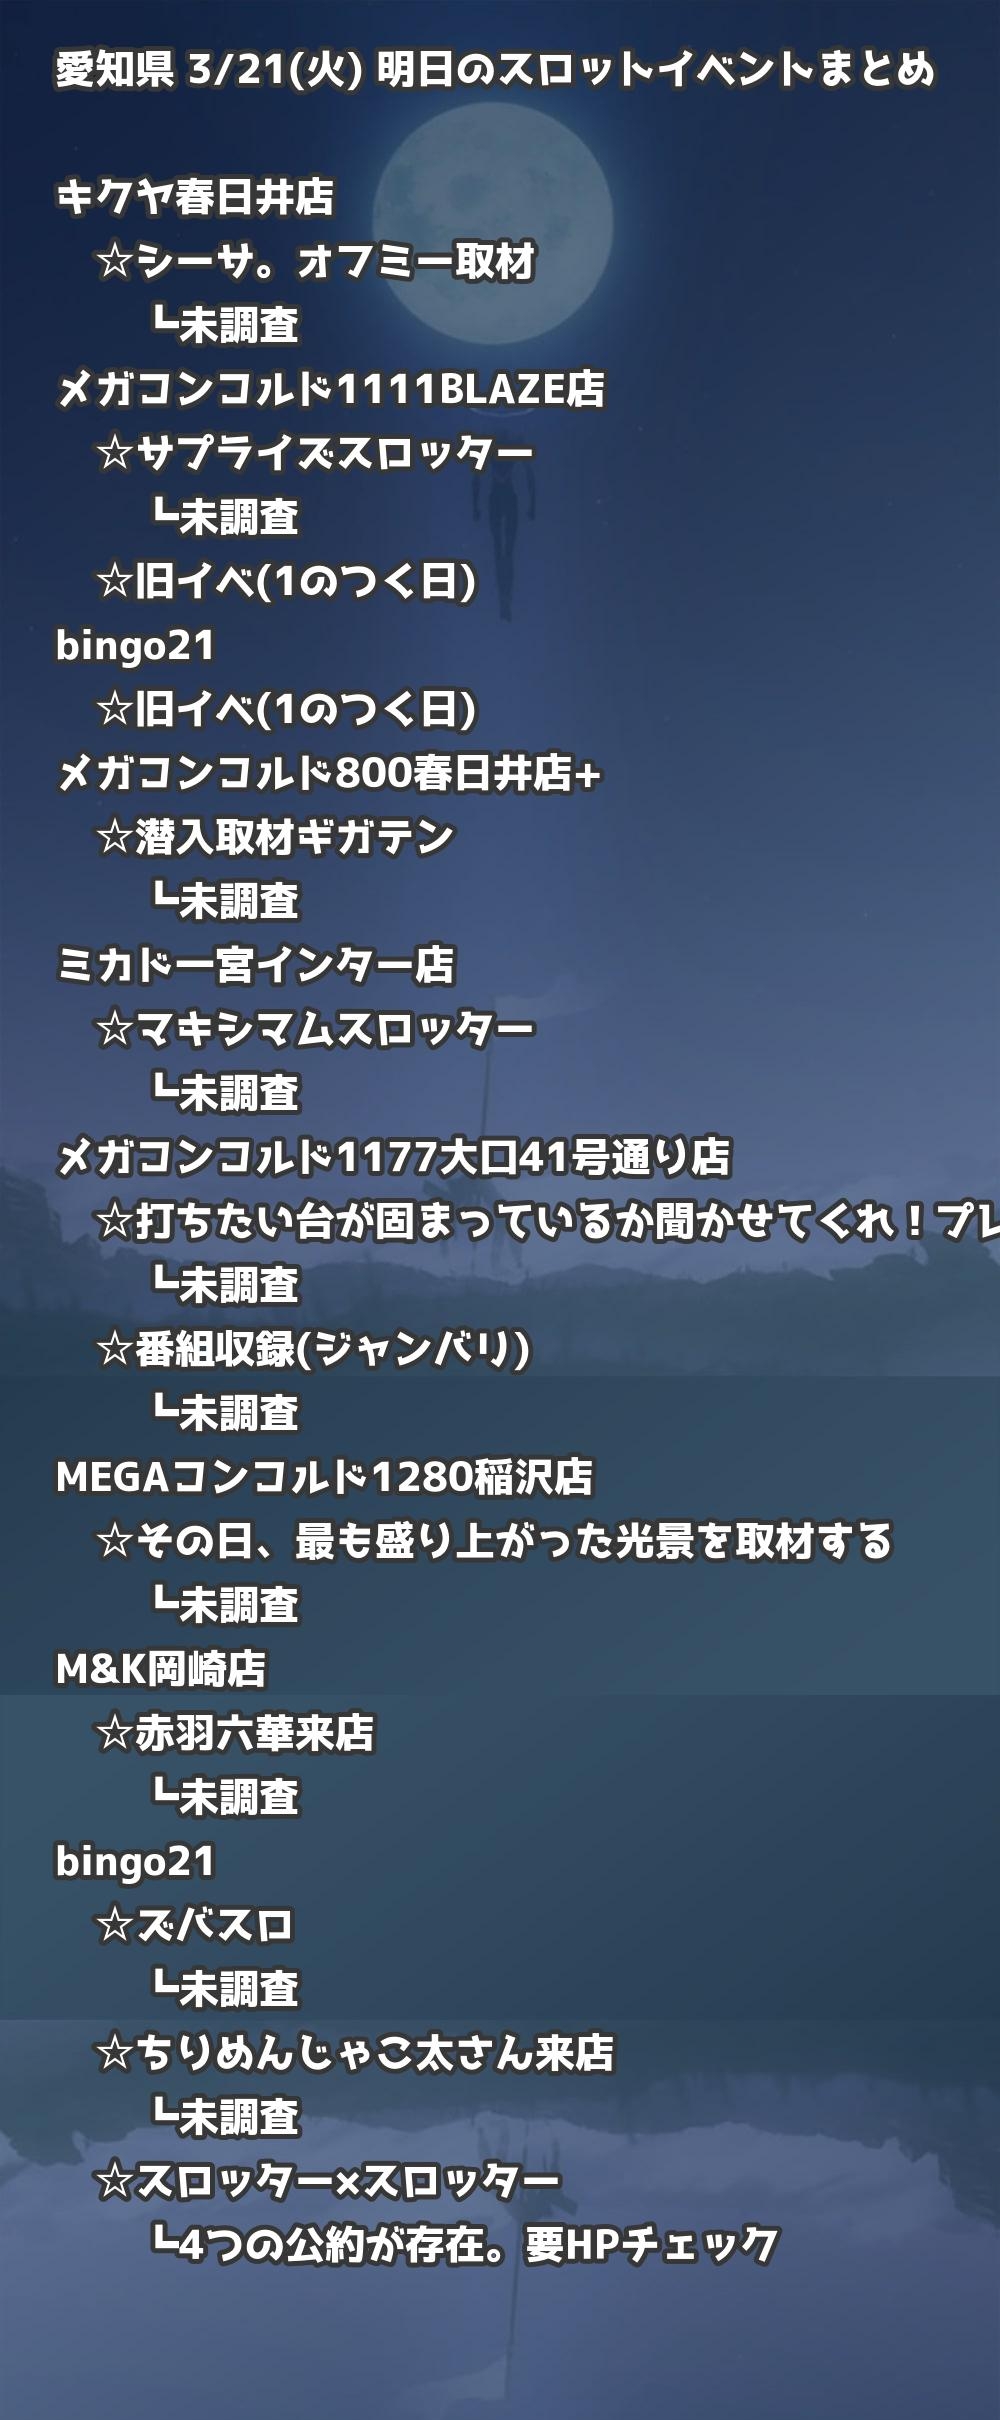 愛知県 3/21(火) 明日のスロットイベントまとめ
キクヤ春日井店
☆シーサ。オフミー取材
┗未調査
メガコンコルド1111BLAZE店
☆サプライズスロッター
┗未調査
☆旧イベ(1のつく日)
bingo21
☆旧イベ(1のつく日)
メガコンコルド800春日井店+
☆潜入取材ギガテン
┗未調査
ミカド一宮インター店
☆マキシマムスロッター
┗未調査
メガコンコルド1177大口41号通り店
☆打ちたい台が固まっているか聞かせてくれ！プレ
┗未調査
☆番組収録(ジャンバリ)
┗未調査
MEGAコンコルド1280稲沢店
☆その日、最も盛り上がった光景を取材する
┗未調査
M&K岡崎店
☆赤羽六華来店
┗未調査
bingo21
☆ズバスロ
┗未調査
☆ちりめんじゃこ太さん来店
┗未調査
☆スロッター×スロッター
┗4つの公約が存在。要HPチェック